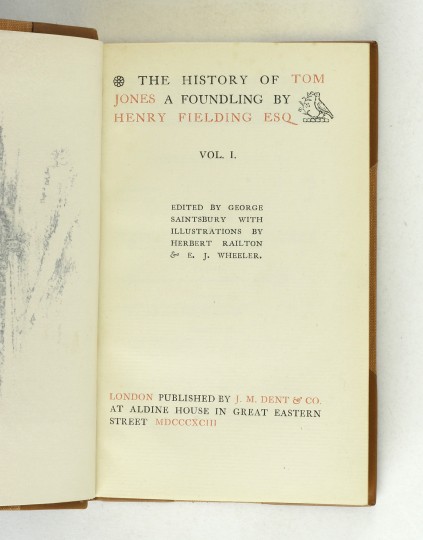 THE HISTORY OF TOM
JONES A FOUNDLING BY
HENRY FIELDING ESQ
VOL. I.
EDITED BY GEORGE
SAINTSBURY WITH
ILLUSTRATIONS BY
HERBERT RAILTON
& E. J. WHEELER.
LONDON PUBLISHED BY J. M. DENT & CO.
AT ALDINE HOUSE IN GREAT EASTERN
STREET MDCCCXCIII